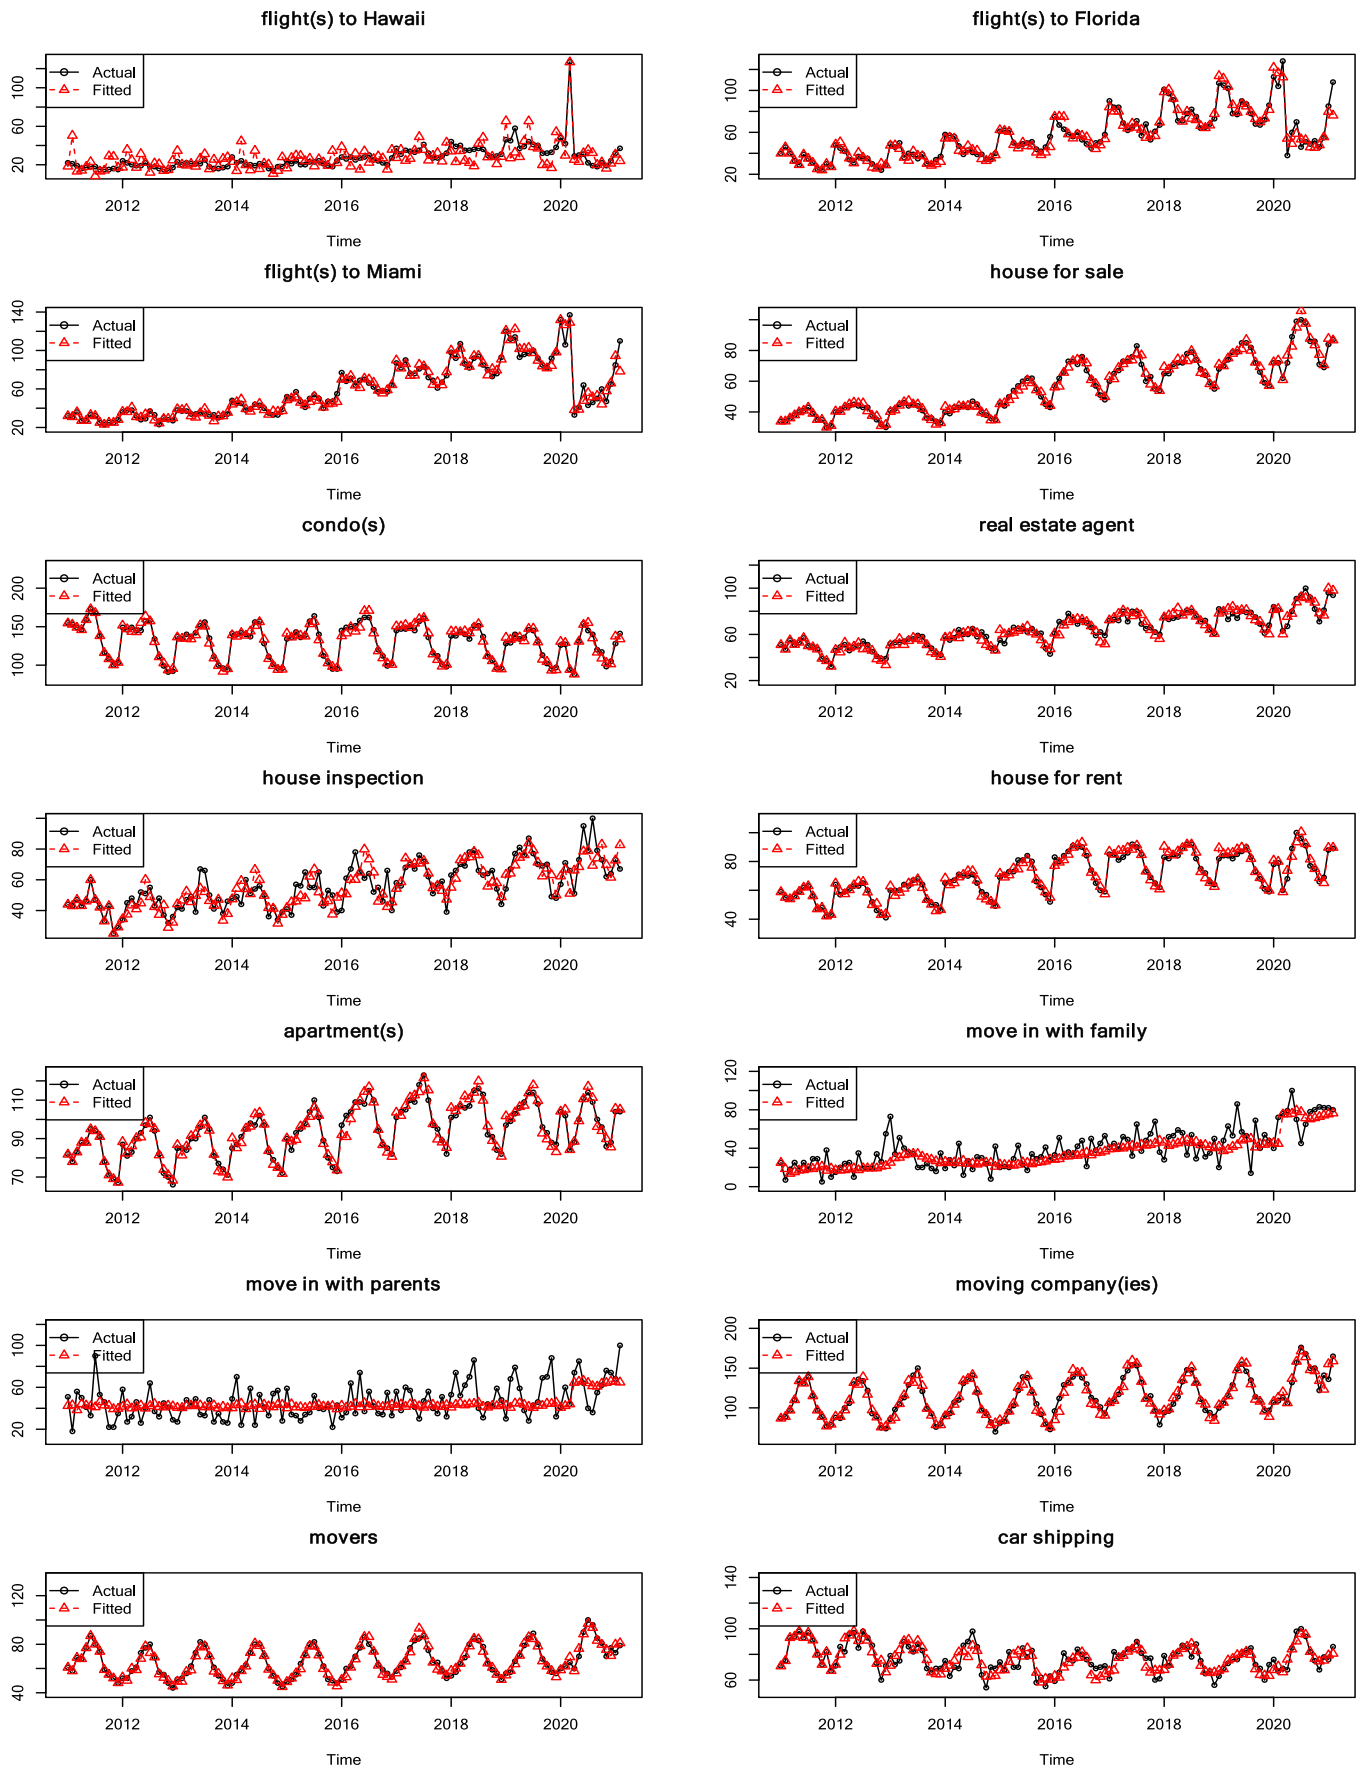 flight(s) to Hawaii
Actual
Fitted
20 60 100
2012 2014 2016 2018 2020
Time
flight(s) to Florida
Actual
Fitted
20 60 100
2012 2014 2016 2018 2020
Time
flight(s) to Miami
Actual
Fitted
20 60 100 140
2012 2014 2016 2018 2020
Time
house for sale
Actual
Fitted
40 60 80
2012 2014 2016 2018 2020
Time
condo(s)
Actual
Fitted
100 150 200
2012 2014 2016 2018 2020
Time
real estate agent
Actual
Fitted
20 60 100
2012 2014 2016 2018 2020
Time
house inspection
Actual
Fitted
40 60 80
2012 2014 2016 2018 2020
Time
house for rent
Actual
Fitted
40 80
2012 2014 2016 2018 2020
Time
apartment(s)
Actual
Fitted
70 90 110
2012 2014 2016 2018 2020
Time
move in with family
Actual
Fitted
0 40 80 120
2012 2014 2016 2018 2020
Time
move in with parents
Actual
Fitted
20 60 100
2012 2014 2016 2018 2020
Time
moving company(ies)
Actual
Fitted
100 150 200
2012 2014 2016 2018 2020
Time
movers
Actual
Fitted
40 80 120
2012 2014 2016 2018 2020
Time
car shipping
Actual
Fitted
60 100 140
2012 2014 2016 2018 2020
Time